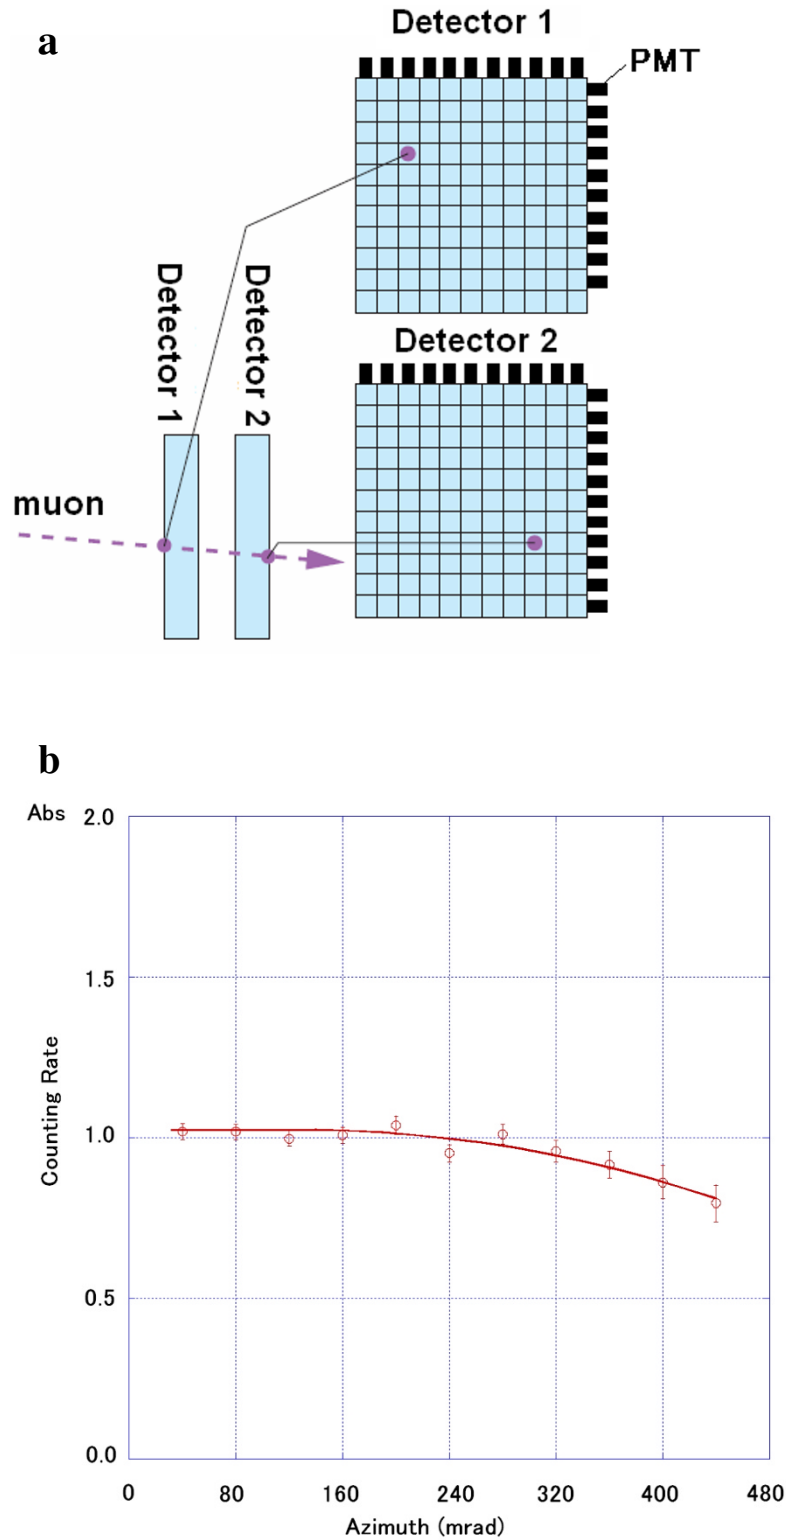 a
Detector 1
PMT
Detector 1
Detector 2
Detector 2
muon
b
Abs
2.0
1.5
1.0
0.5
0.0
Counting Rate
0 80 160 240 320 400 480
Azimuth (mrad)